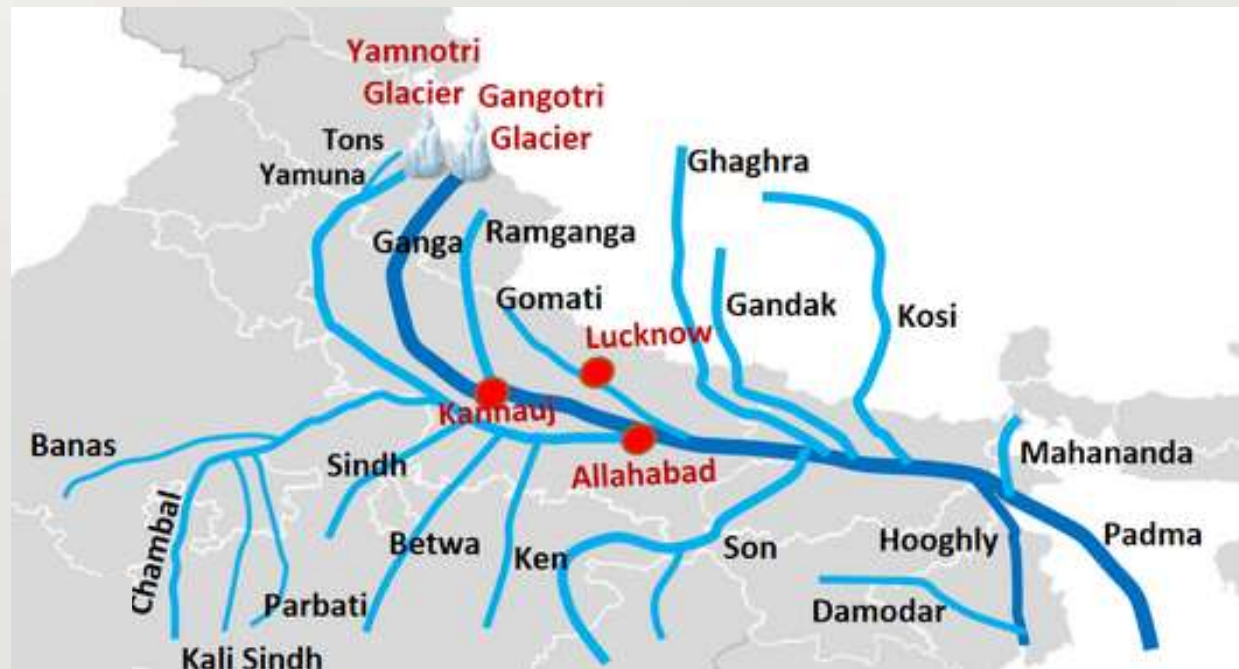 Yamnotri
Glacier
Gangotri
Glacier
Tons
Yamuna
Ghaghra
Ganga
Ramganga
Gomati
Gandak
Kosi
Lucknow
Kannauj
Banas
Sindh
Allahabad
Mahananda
Chambal
Betwa
Ken
Son
Hooghly
Padma
Parbati
Damodar
Kali Sindh